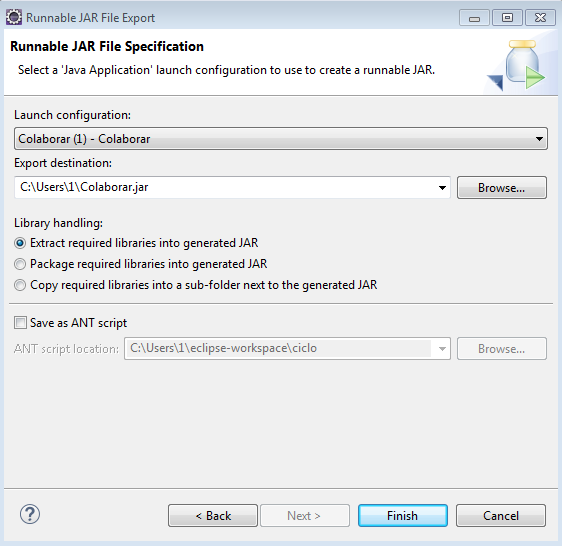 Runnable JAR File Export
Runnable JAR File Specification
Select a 'Java Application' launch configuration to use to create a runnable JAR.
Launch configuration:
Colaborar (1) - Colaborar
Export destination:
C:\Users\1\Colaborar.jar
Browse...
Library handling:
Extract required libraries into generated JAR
Package required libraries into generated JAR
Copy required libraries into a sub-folder next to the generated JAR
Save as ANT script
ANT script location:
C:\Users\1\eclipse-workspace\ciclo
Browse...
?
< Back
Next >
Finish
Cancel